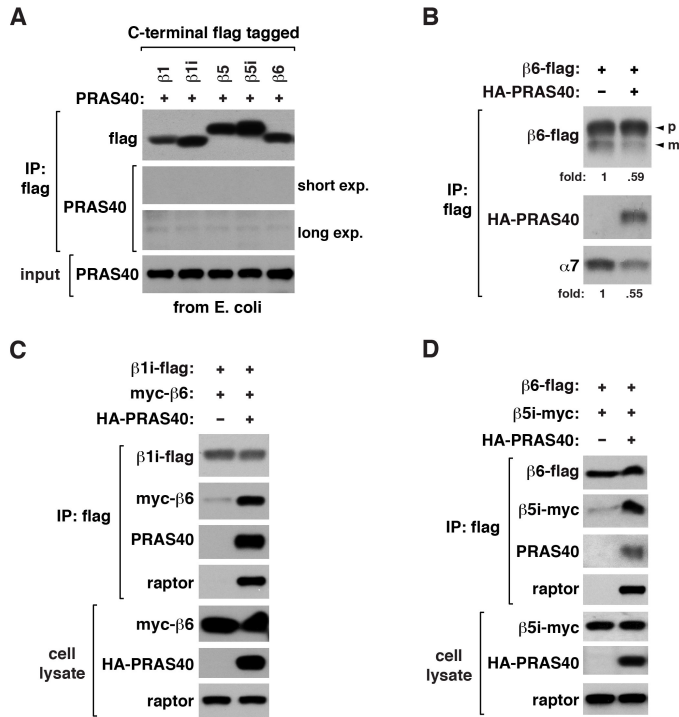 A
C-terminal flag tagged
β1 β1i β5 β5i β6
PRAS40: + + + + +
IP: flag
flag
PRAS40
short exp.
long exp.
input PRAS40
from E. coli
B
β6-flag: + +
HA-PRAS40: − +
IP: flag
β6-flag
p
m
fold: 1 .59
HA-PRAS40
α7
fold: 1 .55
C
β1i-flag: + +
myc-β6: + +
HA-PRAS40: − +
IP: flag
β1i-flag
myc-β6
PRAS40
raptor
cell lysate
myc-β6
HA-PRAS40
raptor
D
β6-flag: + +
β5i-myc: + +
HA-PRAS40: − +
IP: flag
β6-flag
β5i-myc
PRAS40
raptor
cell lysate
β5i-myc
HA-PRAS40
raptor